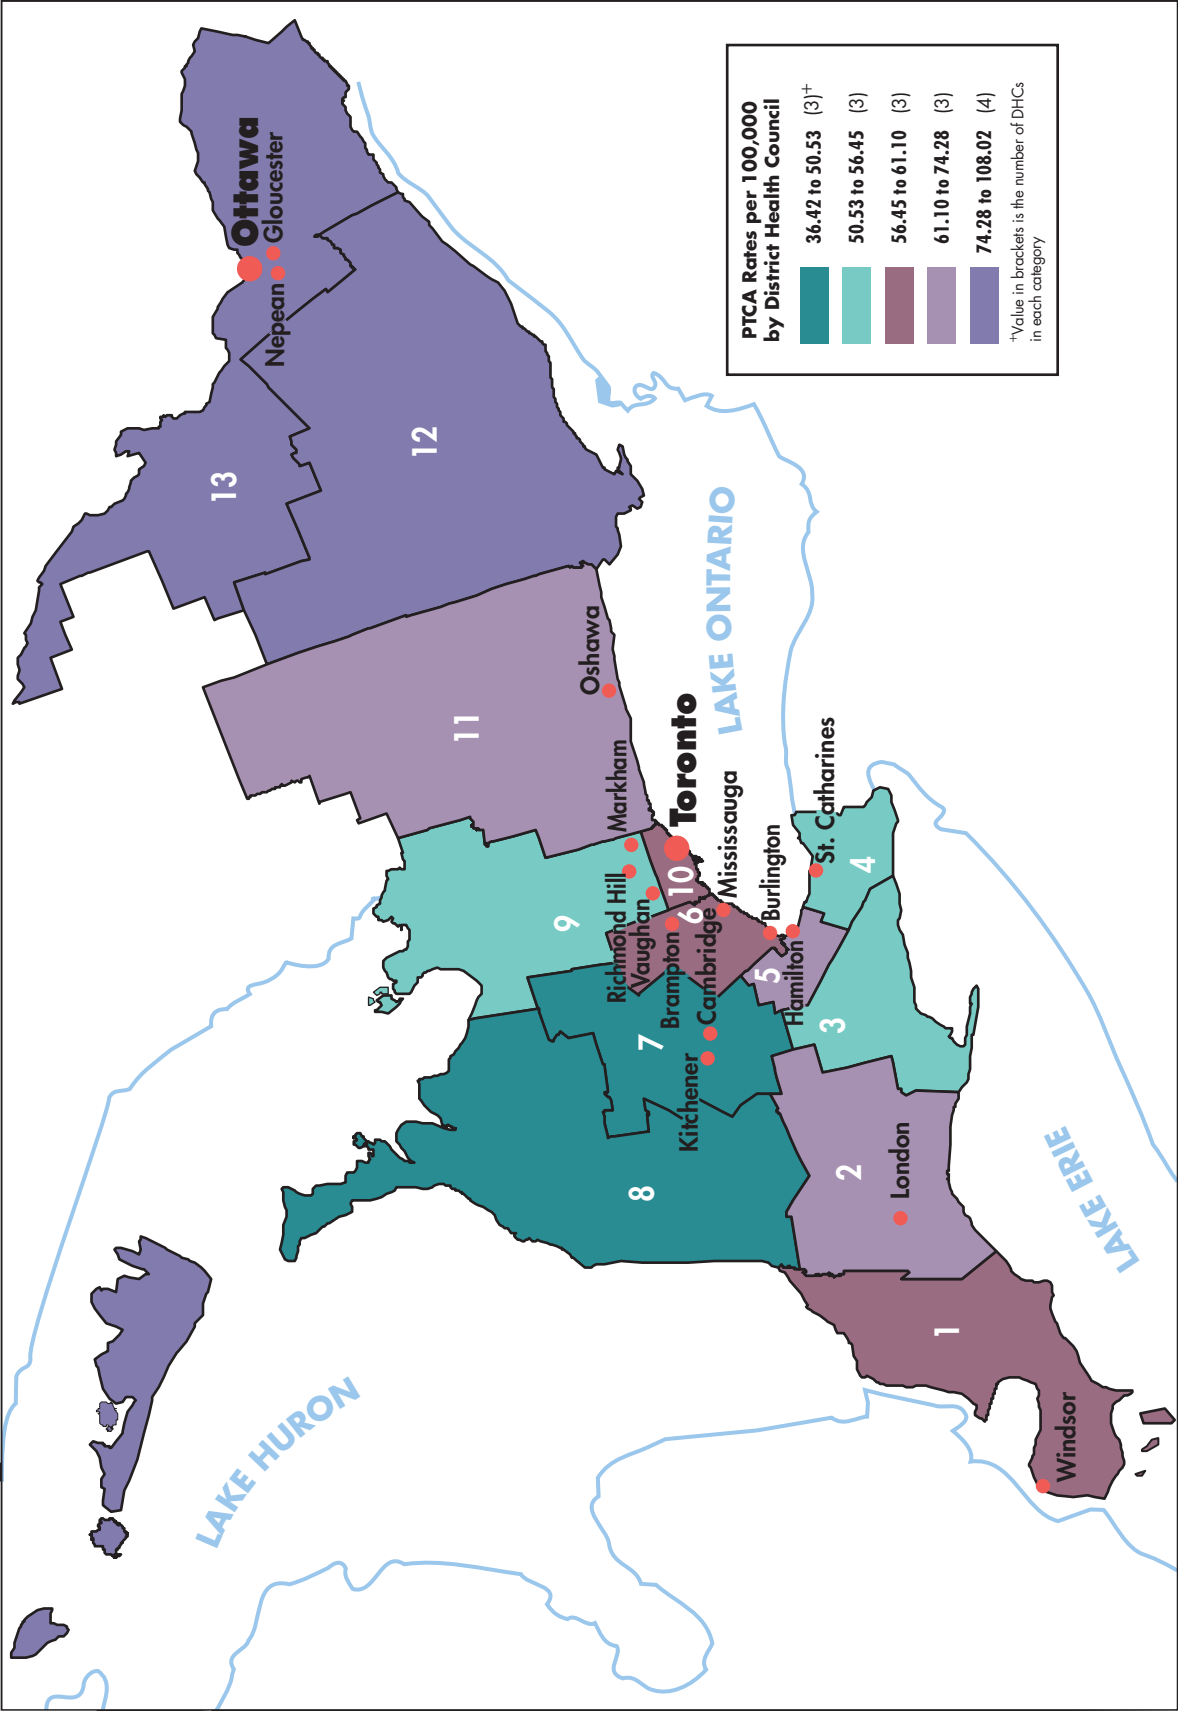 PTCA Rates per 100,000
by District Health Council
36.42 to 50.53 (3)+
50.53 to 56.45 (3)
56.45 to 61.10 (3)
61.10 to 74.28 (3)
74.28 to 108.02 (4)
+Value in brackets is the number of DHCs
in each category
LAKE HURON
LAKE ONTARIO
LAKE ERIE
Ottawa
Gloucester
Nepean
13
12
11
Oshawa
Markham
Toronto
10
9
Richmond Hill
Vaughan
Brampton
6
Mississauga
Cambridge
Burlington
St. Catharines
4
5
Hamilton
3
7
Kitchener
8
2
London
1
Windsor